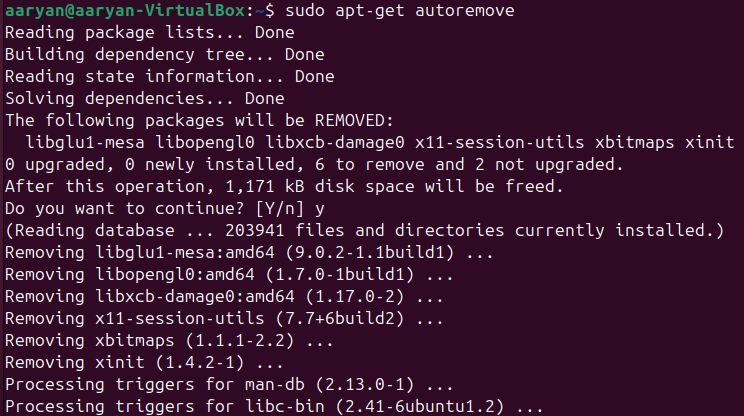 aaryan@aaryan-VirtualBox:~$ sudo apt-get autoremove
Reading package lists... Done
Building dependency tree... Done
Reading state information... Done
Solving dependencies... Done
The following packages will be REMOVED:
  libglu1-mesa libopengl0 libxcb-damage0 x11-session-utils xbitmaps xinit
0 upgraded, 0 newly installed, 6 to remove and 2 not upgraded.
After this operation, 1,171 kB disk space will be freed.
Do you want to continue? [Y/n] y
(Reading database ... 203941 files and directories currently installed.)
Removing libglu1-mesa:amd64 (9.0.2-1.1build1) ...
Removing libopengl0:amd64 (1.7.0-1build1) ...
Removing libxcb-damage0:amd64 (1.17.0-2) ...
Removing x11-session-utils (7.7+6build2) ...
Removing xbitmaps (1.1.1-2.2) ...
Removing xinit (1.4.2-1) ...
Processing triggers for man-db (2.13.0-1) ...
Processing triggers for libc-bin (2.41-6ubuntu1.2) ...